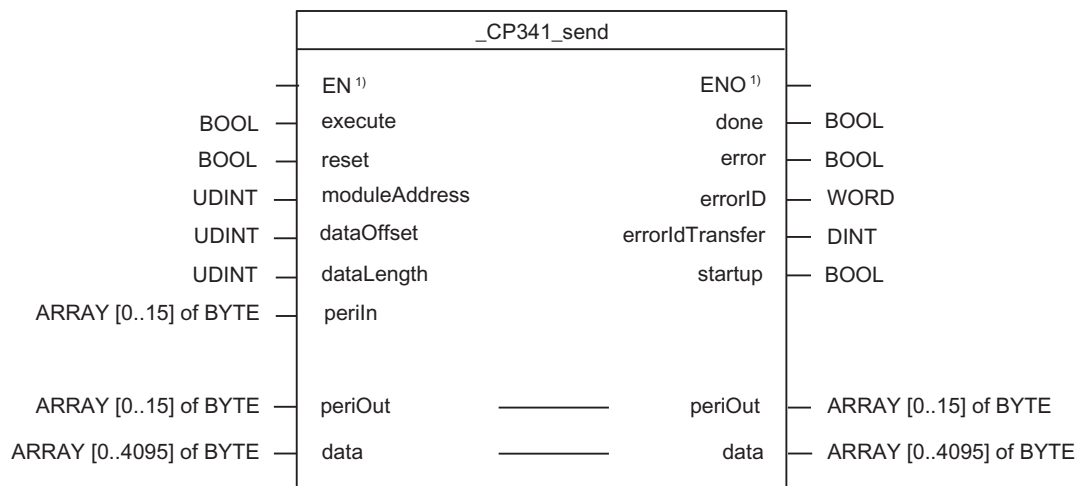 _CP341_send
EN 1) ENO 1)
BOOL execute done BOOL
BOOL reset error BOOL
UDINT moduleAddress errorID WORD
UDINT dataOffset errorIdTransfer DINT
UDINT dataLength startup BOOL
ARRAY [0..15] of BYTE periIn
ARRAY [0..15] of BYTE periOut periOut ARRAY [0..15] of BYTE
ARRAY [0..4095] of BYTE data data ARRAY [0..4095] of BYTE